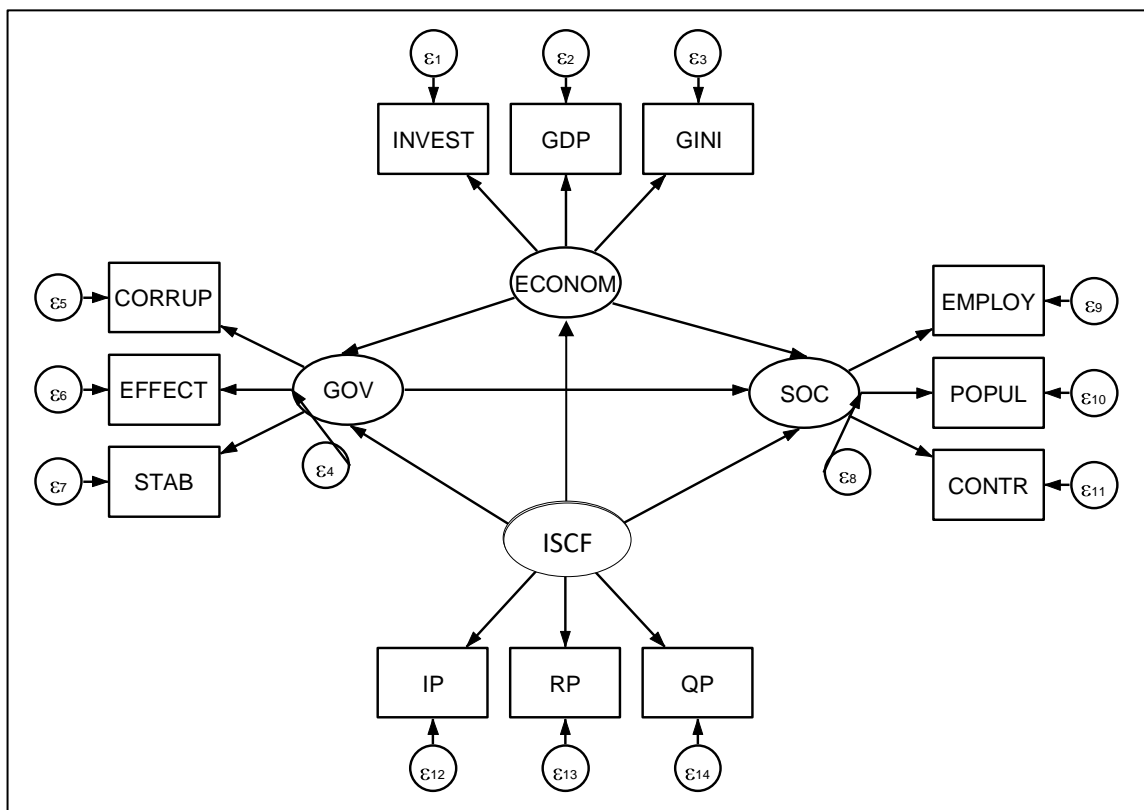 ε1 ε2 ε3
INVEST GDP GINI
ECONOM
ε5 CORRUP EMPLOY ε9
ε6 EFFECT GOV SOC POPUL ε10
ε4 ε8
ε7 STAB CONTR ε11
ISCF
IP RP QP
ε12 ε13 ε14